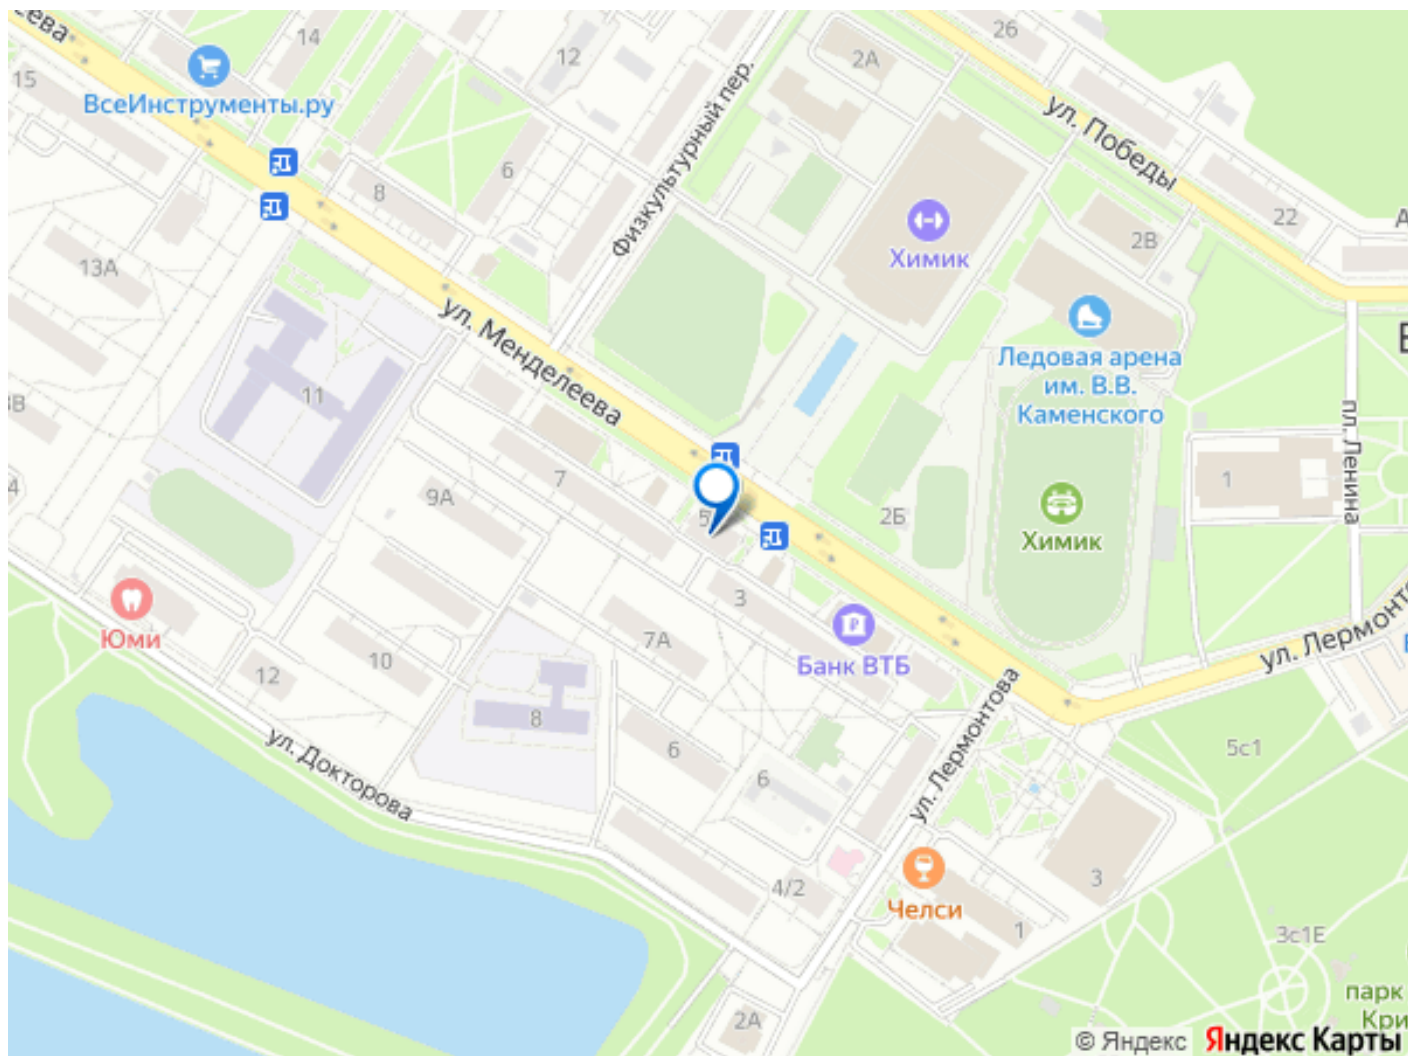 14
26
12
2А
15
ВсеИнструменты.ру
Физкультурный пер.
ул. Победы
6
8
22
2В
Химик
13А
ул. Менделеева
Ледовая арена
им. В.В.
Каменского
11
пл. Ленина
7
1
9А
5
2Б
Химик
3
Юми
7А
Банк ВТБ
10
12
ул. Лермонтова
8
ул. Докторова
6
5с1
6
ул. Лермонтова
4/2
3
Челси
1
3с1Е
парк
2А
© Яндекс Яндекс Карты